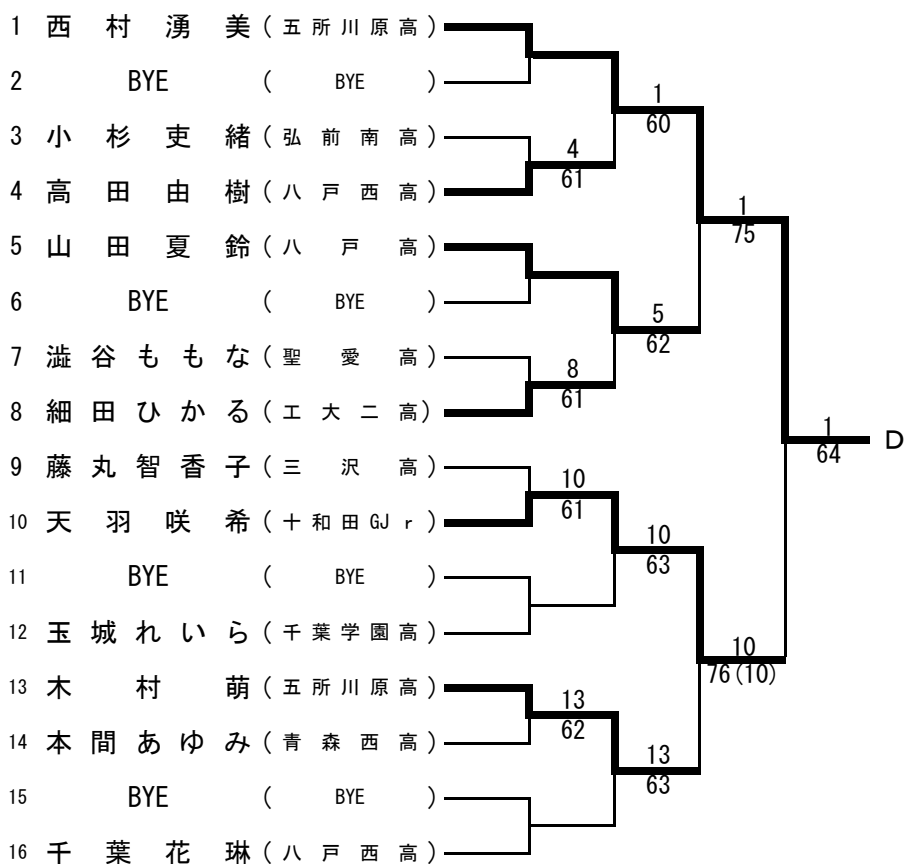 1 西村湧美 (五所川原高)
2 BYE ( BYE )
1
60
3 小杉吏緒 (弘前南高)
4
61
4 高田由樹 (八戸西高)
1
75
5 山田夏鈴 (八戸高)
6 BYE ( BYE )
5
62
7 澁谷ももな (聖愛高)
8
61
8 細田ひかる (工大二高)
1
64
D
9 藤丸智香子 (三沢高)
10
61
10 天羽咲希 (十和田GJr)
10
63
11 BYE ( BYE )
12 玉城れいら (千葉学園高)
10
76(10)
13 木村萌 (五所川原高)
13
62
14 本間あゆみ (青森西高)
13
63
15 BYE ( BYE )
16 千葉花琳 (八戸西高)